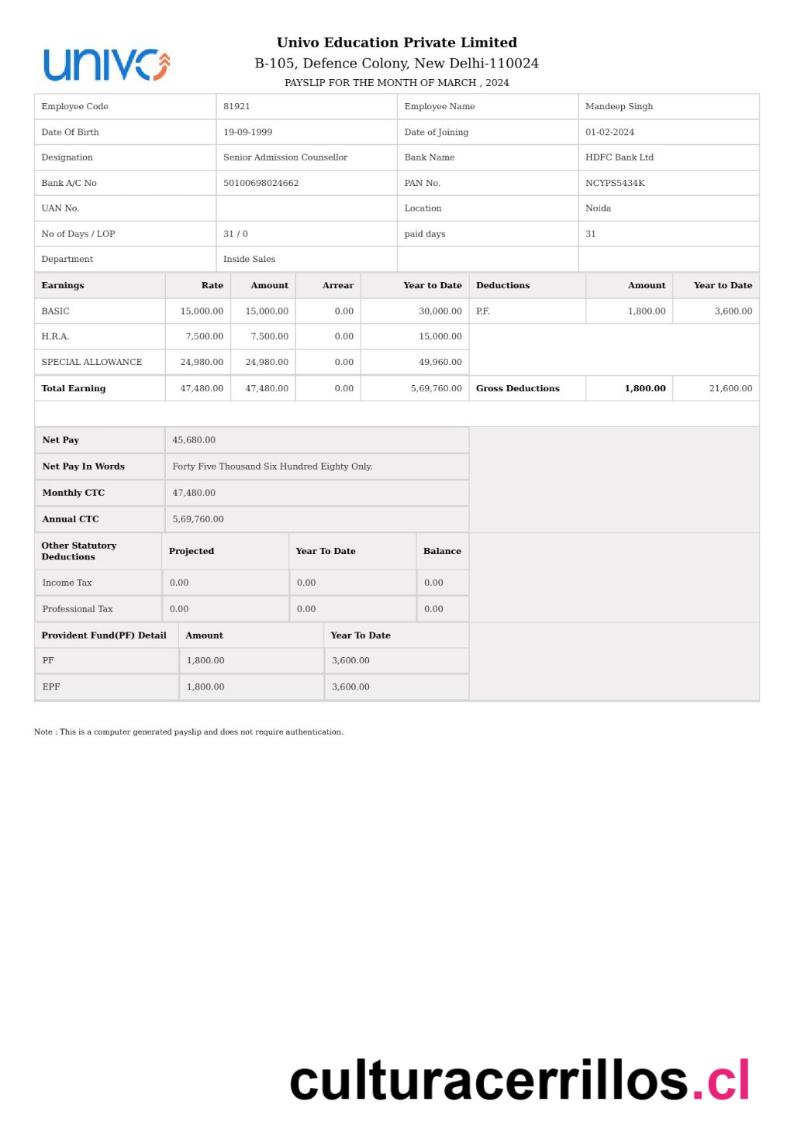 univo
Univo Education Private Limited
B-105, Defence Colony, New Delhi-110024
PAYSLIP FOR THE MONTH OF MARCH , 2024
Employee Code 81921 Employee Name Mandeep Singh
Date Of Birth 19-09-1999 Date of Joining 01-02-2024
Designation Senior Admission Counsellor Bank Name HDFC Bank Ltd
Bank A/C No 50100698024662 PAN No. NCYPS5434K
UAN No. Location Noida
No of Days / LOP 31 / 0 paid days 31
Department Inside Sales
Earnings Rate Amount Arrear Year to Date Deductions Amount Year to Date
BASIC 15,000.00 15,000.00 0.00 30,000.00 P.F. 1,800.00 3,600.00
H.R.A. 7,500.00 7,500.00 0.00 15,000.00
SPECIAL ALLOWANCE 24,980.00 24,980.00 0.00 49,960.00
Total Earning 47,480.00 47,480.00 0.00 5,69,760.00 Gross Deductions 1,800.00 21,600.00
Net Pay 45,680.00
Net Pay In Words Forty Five Thousand Six Hundred Eighty Only.
Monthly CTC 47,480.00
Annual CTC 5,69,760.00
Other Statutory
Deductions Projected Year To Date Balance
Income Tax 0.00 0.00 0.00
Professional Tax 0.00 0.00 0.00
Provident Fund(PF) Detail Amount Year To Date
PF 1,800.00 3,600.00
EPF 1,800.00 3,600.00
Note : This is a computer generated payslip and does not require authentication.
culturacerrillos.cl